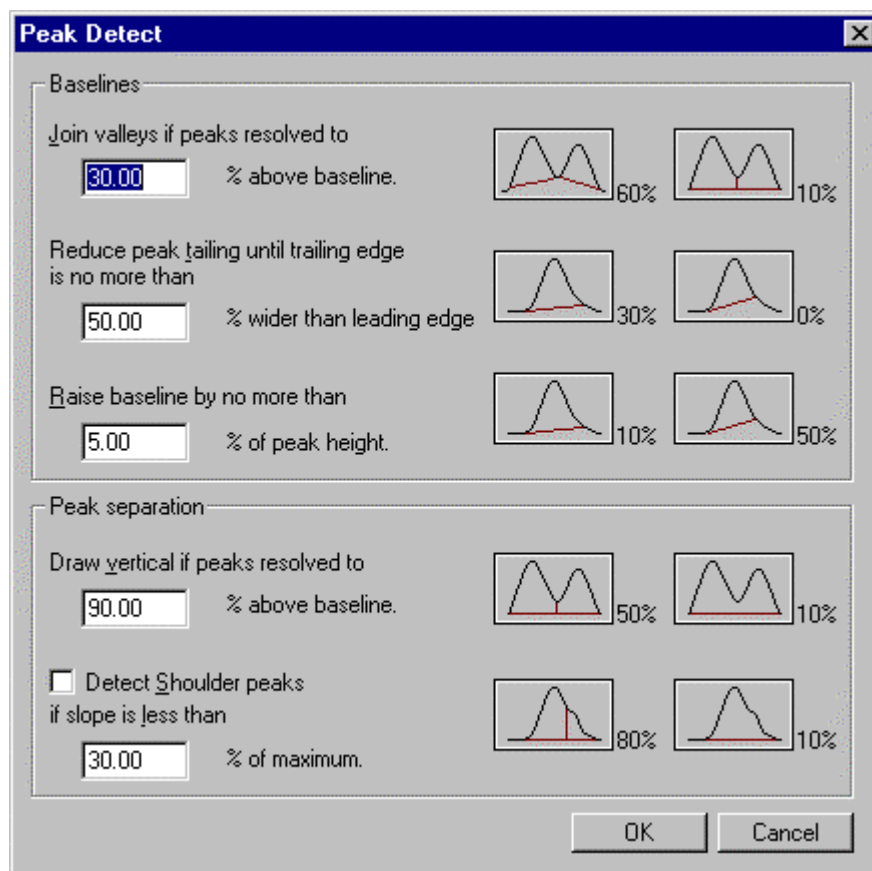 Peak Detect
Baselines
Join valleys if peaks resolved to
30.00 % above baseline.
60% 10%
Reduce peak tailing until trailing edge
is no more than
50.00 % wider than leading edge
30% 0%
Raise baseline by no more than
5.00 % of peak height.
10% 50%
Peak separation
Draw vertical if peaks resolved to
90.00 % above baseline.
50% 10%
Detect Shoulder peaks
if slope is less than
30.00 % of maximum.
80% 10%
OK Cancel